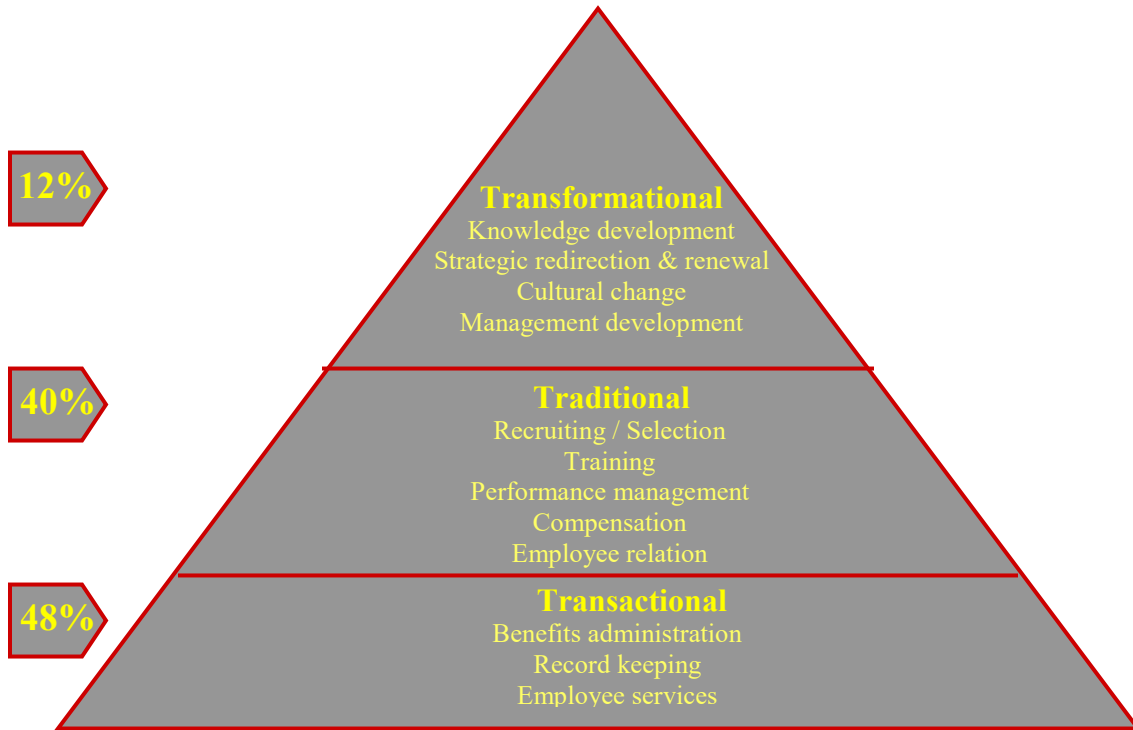 12%
Transformational
Knowledge development
Strategic redirection & renewal
Cultural change
Management development
40%
Traditional
Recruiting / Selection
Training
Performance management
Compensation
Employee relation
48%
Transactional
Benefits administration
Record keeping
Employee services